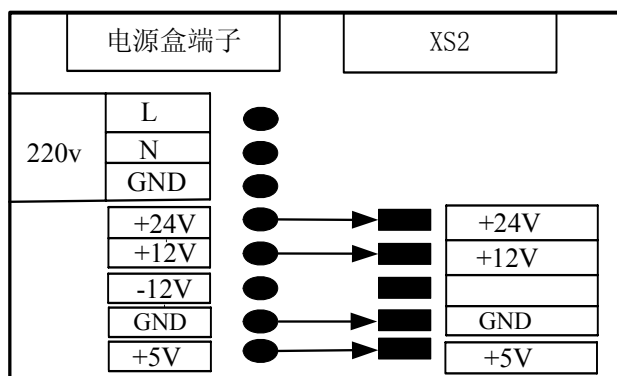 电源盒端子 XS2
L
220v N
GND
+24V +24V
+12V +12V
-12V
GND GND
+5V +5V